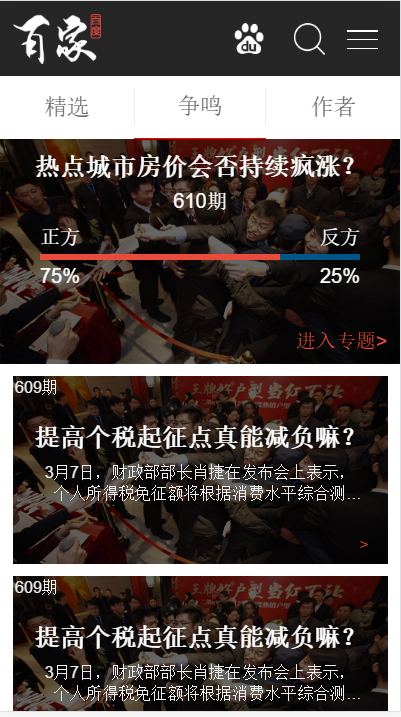 百家
百度
du
精选
争鸣
作者
热点城市房价会否持续疯涨？
610期
正方
反方
75%
25%
进入专题>
609期
提高个税起征点真能减负嘛？
3月7日，财政部部长肖捷在发布会上表示，
个人所得税免征额将根据消费水平综合测...
>
609期
提高个税起征点真能减负嘛？
3月7日，财政部部长肖捷在发布会上表示，
个人所得税免征额将根据消费水平综合测...